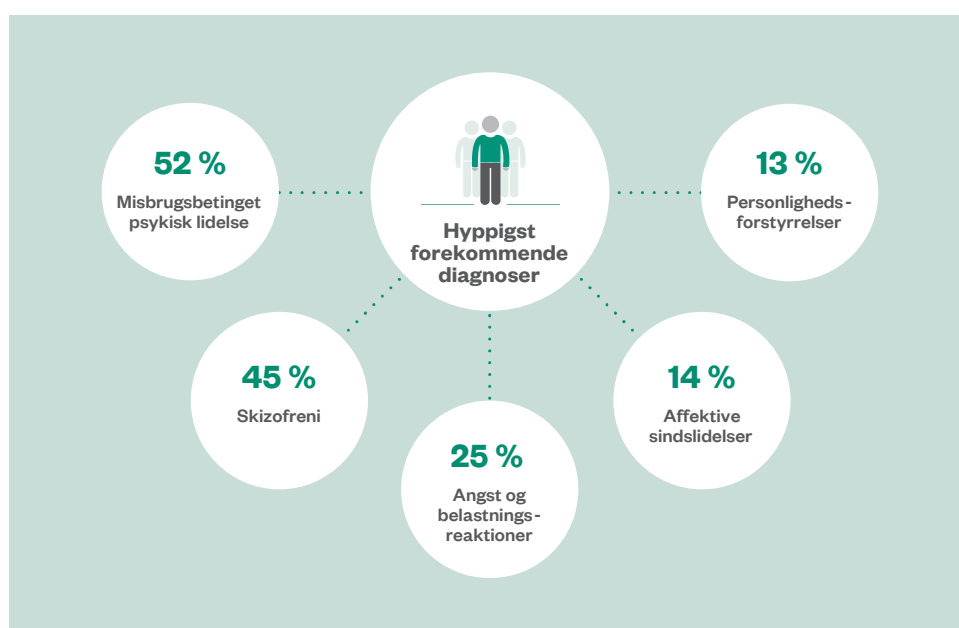 Hyppigst
forekommende
diagnoser
52 %
Misbrugsbetinget
psykisk lidelse
45 %
Skizofreni
25 %
Angst og
belastnings-
reaktioner
14 %
Affektive
sindslidelser
13 %
Personligheds-
forstyrrelser